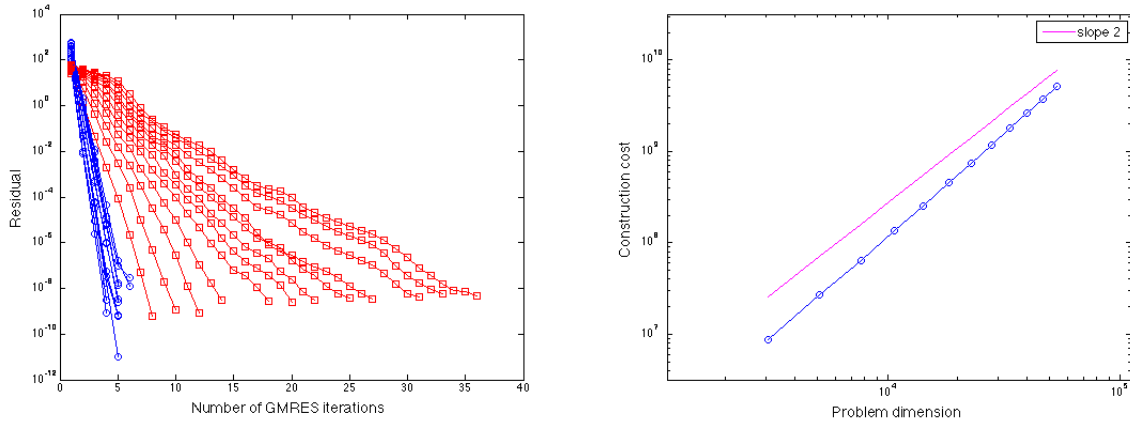 10^4
10^2
10^0
10^-2
10^-4
10^-6
10^-8
10^-10
10^-12
Residual
0 5 10 15 20 25 30 35 40
Number of GMRES iterations
slope 2
10^10
10^9
10^8
10^7
Construction cost
10^4 10^5
Problem dimension